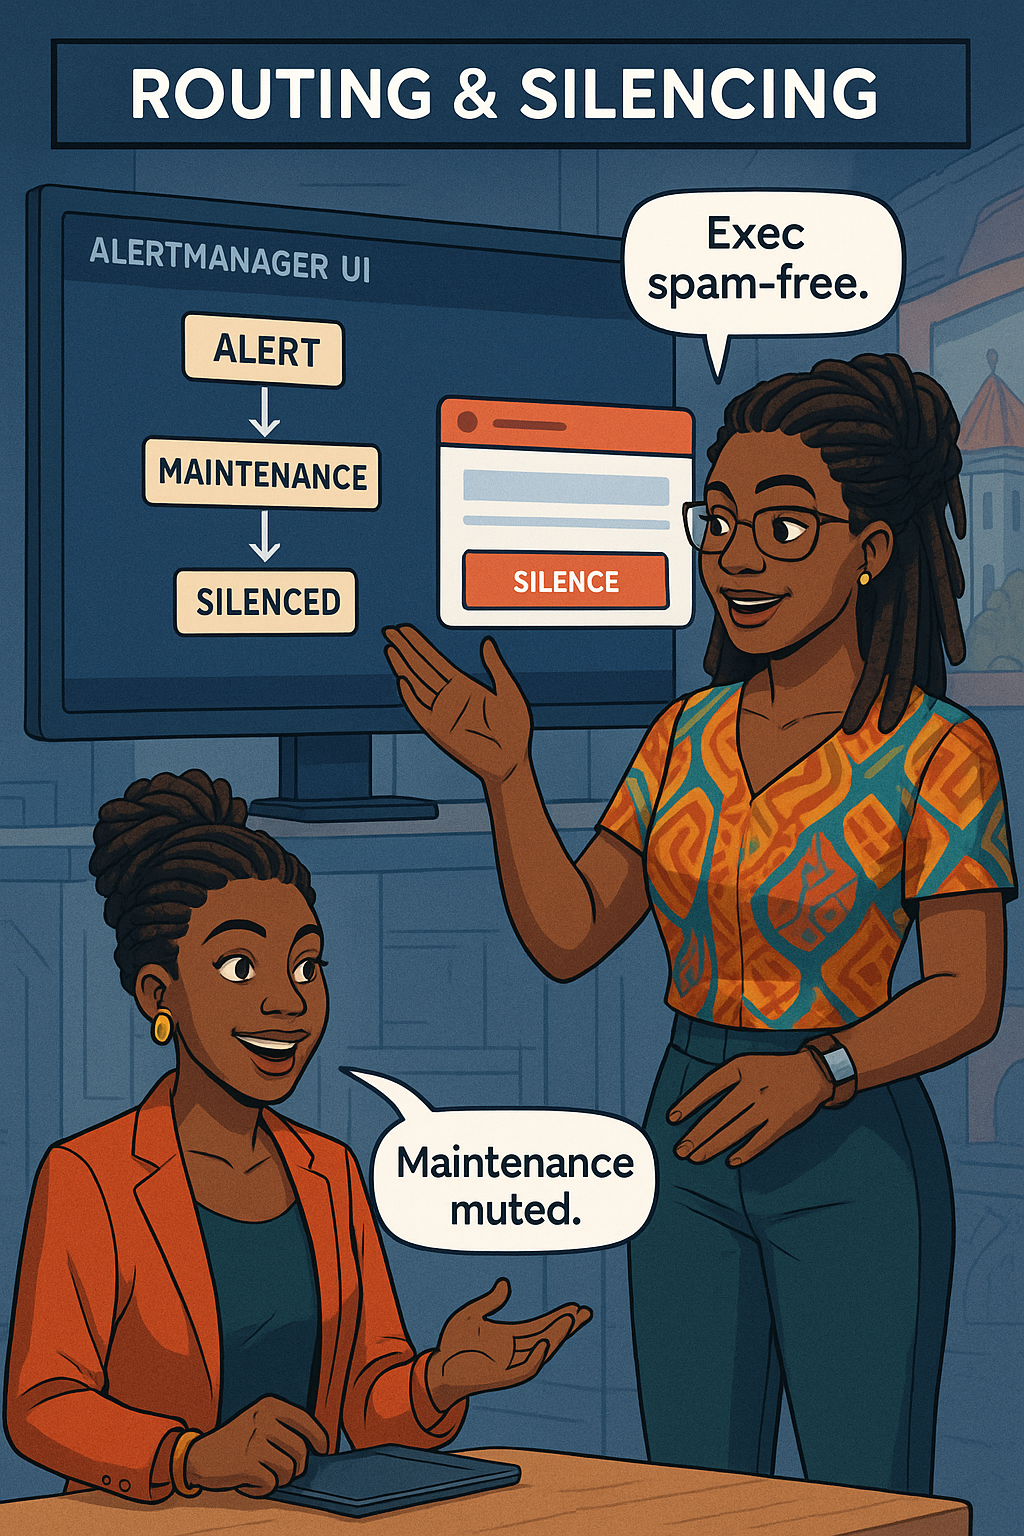 ROUTING & SILENCING
ALERTMANAGER UI
Exec
spam-free.
ALERT
MAINTENANCE
SILENCED
SILENCE
Maintenance
muted.